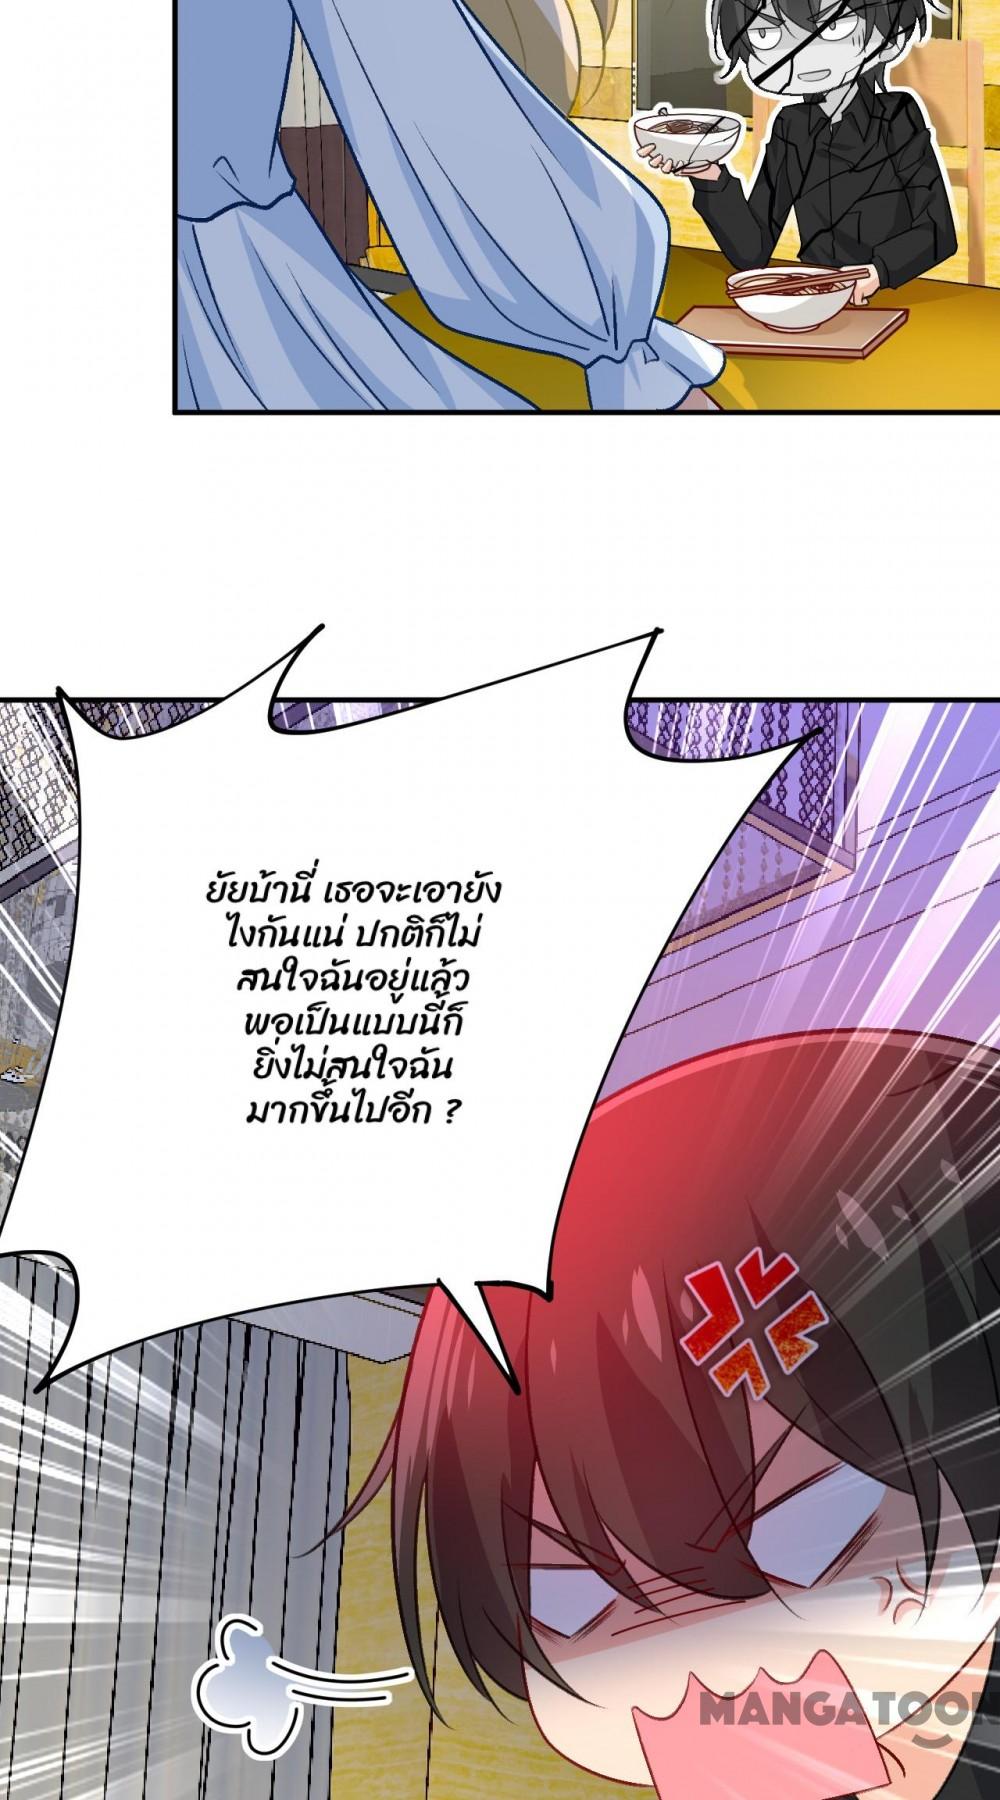 ยัยบ้านี่ เธอจะเอายัง
ไงกันแน่ ปกติก็ไม่
สนใจฉันอยู่แล้ว
พอเป็นแบบนี้ก็
ยิ่งไม่สนใจฉัน
มากขึ้นไปอีก ?
MANGATOON